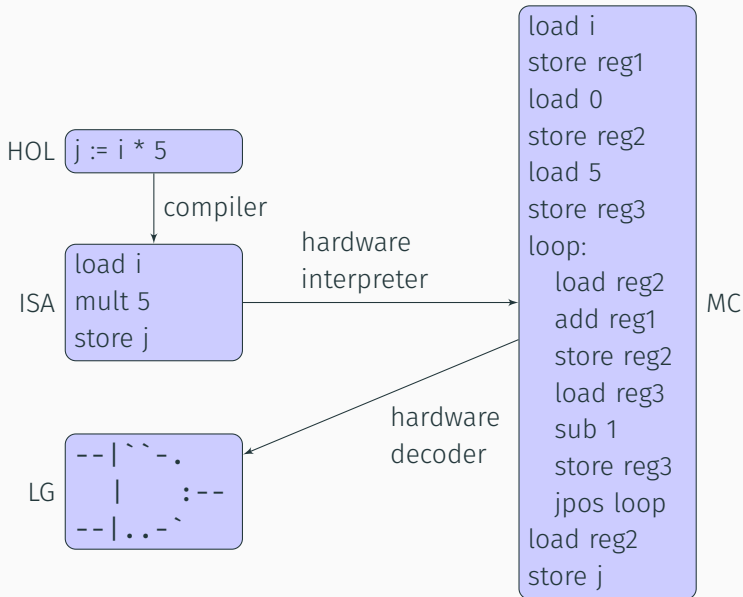 HOL
j := i * 5
compiler
ISA
load i
mult 5
store j
hardware
interpreter
load i
store reg1
load 0
store reg2
load 5
store reg3
loop:
load reg2
add reg1
store reg2
load reg3
sub 1
store reg3
jpos loop
load reg2
store j
MC
hardware
decoder
LG
--|``-.
  |   :--
--|..-`